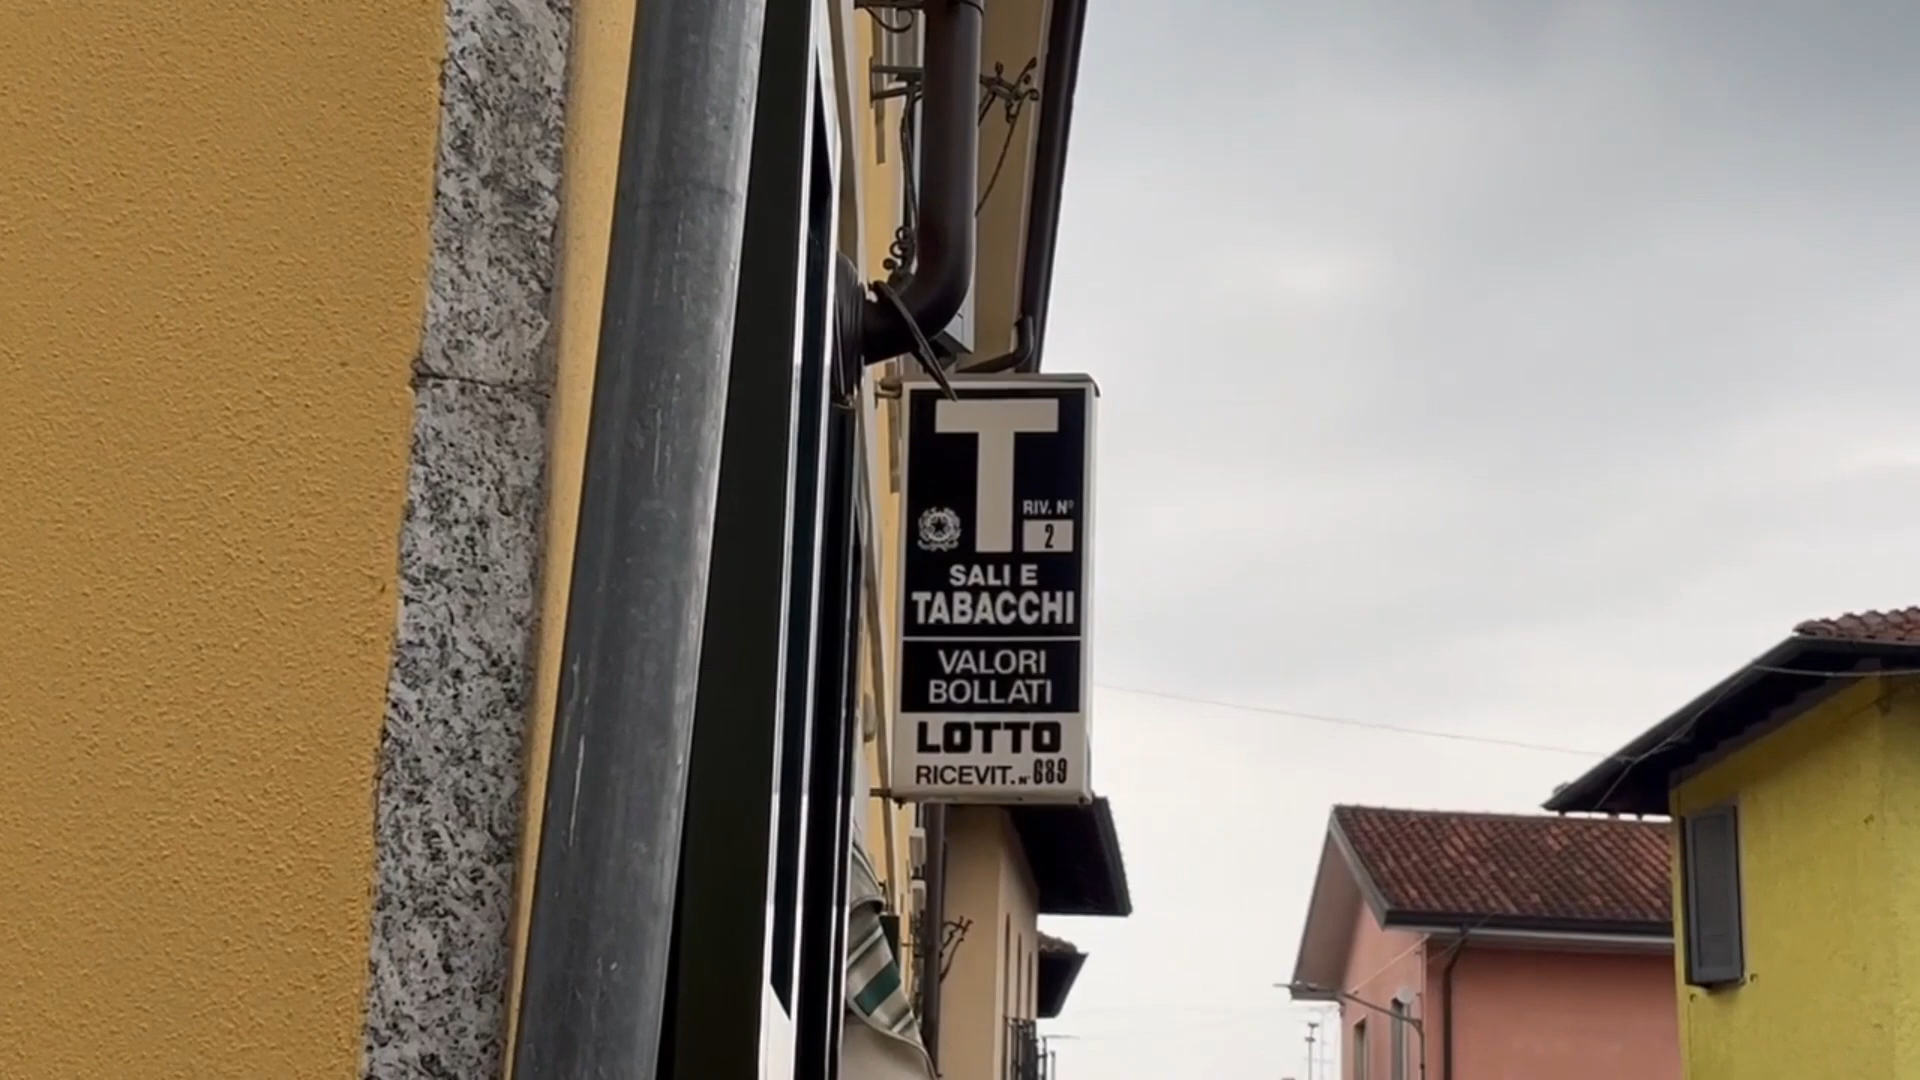 T
RIV. N°
2
SALI E
TABACCHI
VALORI
BOLLATI
LOTTO
RICEVIT. N° 689